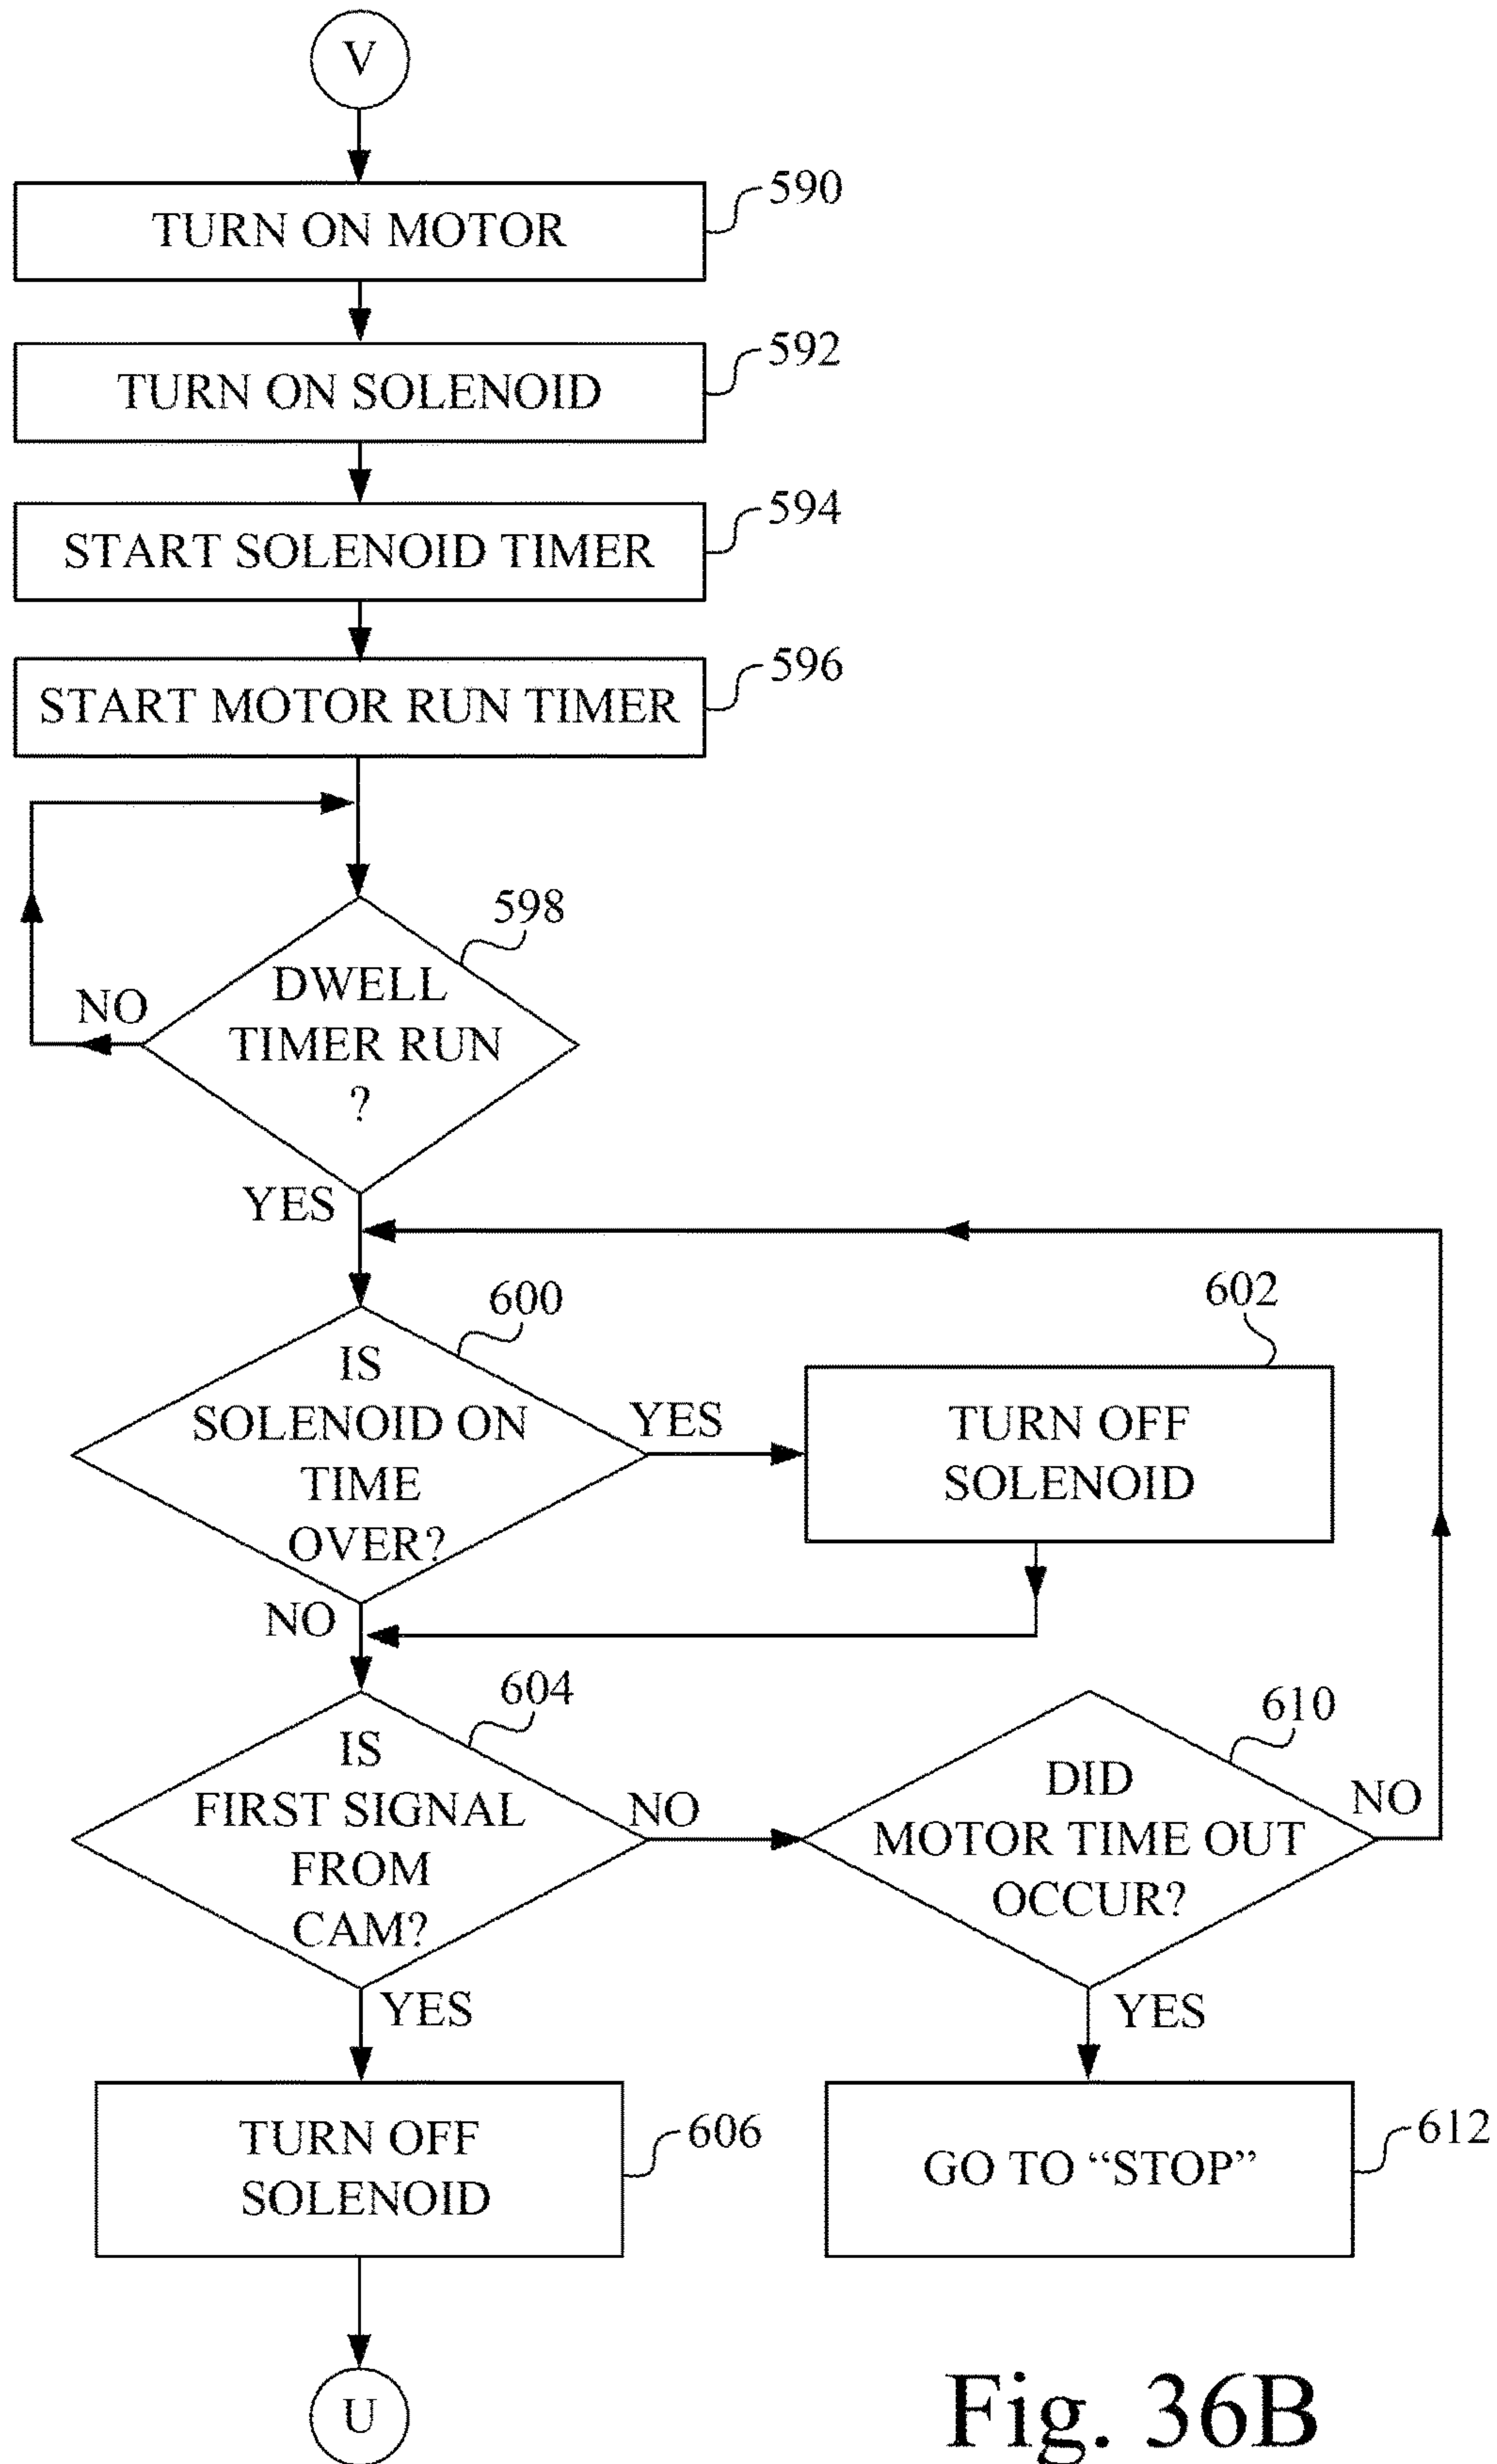 V
TURN ON MOTOR
590
TURN ON SOLENOID
592
START SOLENOID TIMER
594
START MOTOR RUN TIMER
596
598
DWELL
TIMER RUN
?
NO
YES
600
IS
SOLENOID ON
TIME
OVER?
YES
602
TURN OFF
SOLENOID
NO
604
IS
FIRST SIGNAL
FROM
CAM?
NO
610
DID
MOTOR TIME OUT
OCCUR?
NO
YES
YES
TURN OFF
SOLENOID
606
GO TO “STOP”
612
U
Fig. 36B